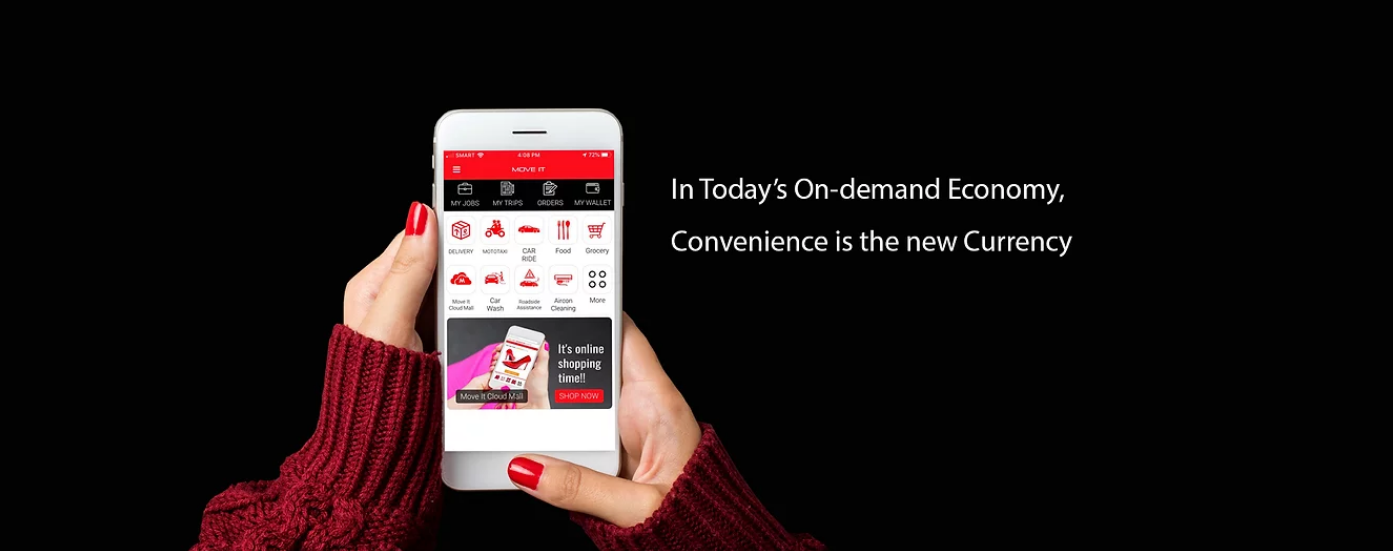 SMART 4:08 PM 72%
MOVE IT
MY JOBS MY TRIPS ORDERS MY WALLET
DELIVERY MOTOTAXI CAR RIDE Food Grocery
Move It Cloud Mall Car Wash Roadside Assistance Aircon Cleaning More
It's online
shopping
time!!
Move It Cloud Mall SHOP NOW
In Today’s On-demand Economy,
Convenience is the new Currency